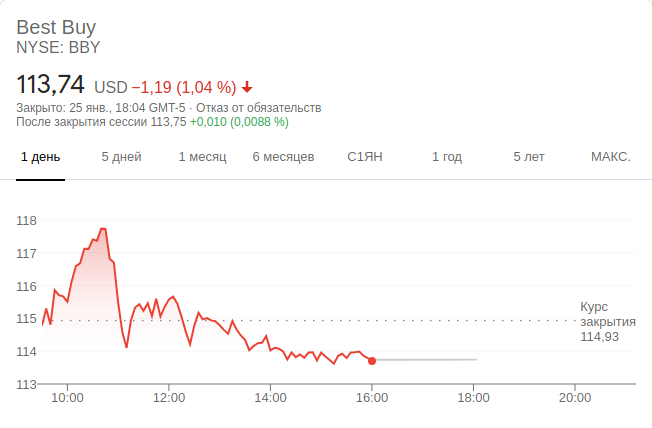 Best Buy
NYSE: BBY
113,74 USD −1,19 (1,04 %)
Закрыто: 25 янв., 18:04 GMT-5 · Отказ от обязательств
После закрытия сессии 113,75 +0,010 (0,0088 %)
1 день 5 дней 1 месяц 6 месяцев С1ЯН 1 год 5 лет МАКС.
118
117
116
115
114
113
Курс
закрытия
114,93
10:00 12:00 14:00 16:00 18:00 20:00